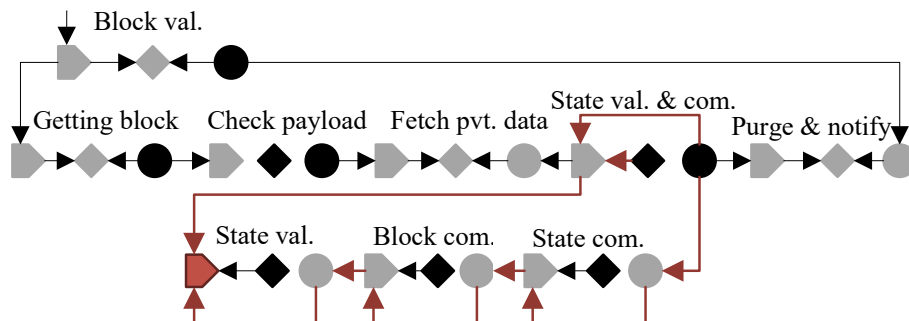 Block val.
Getting block
Check payload
Fetch pvt. data
State val. & com.
Purge & notify
State val.
Block com.
State com.